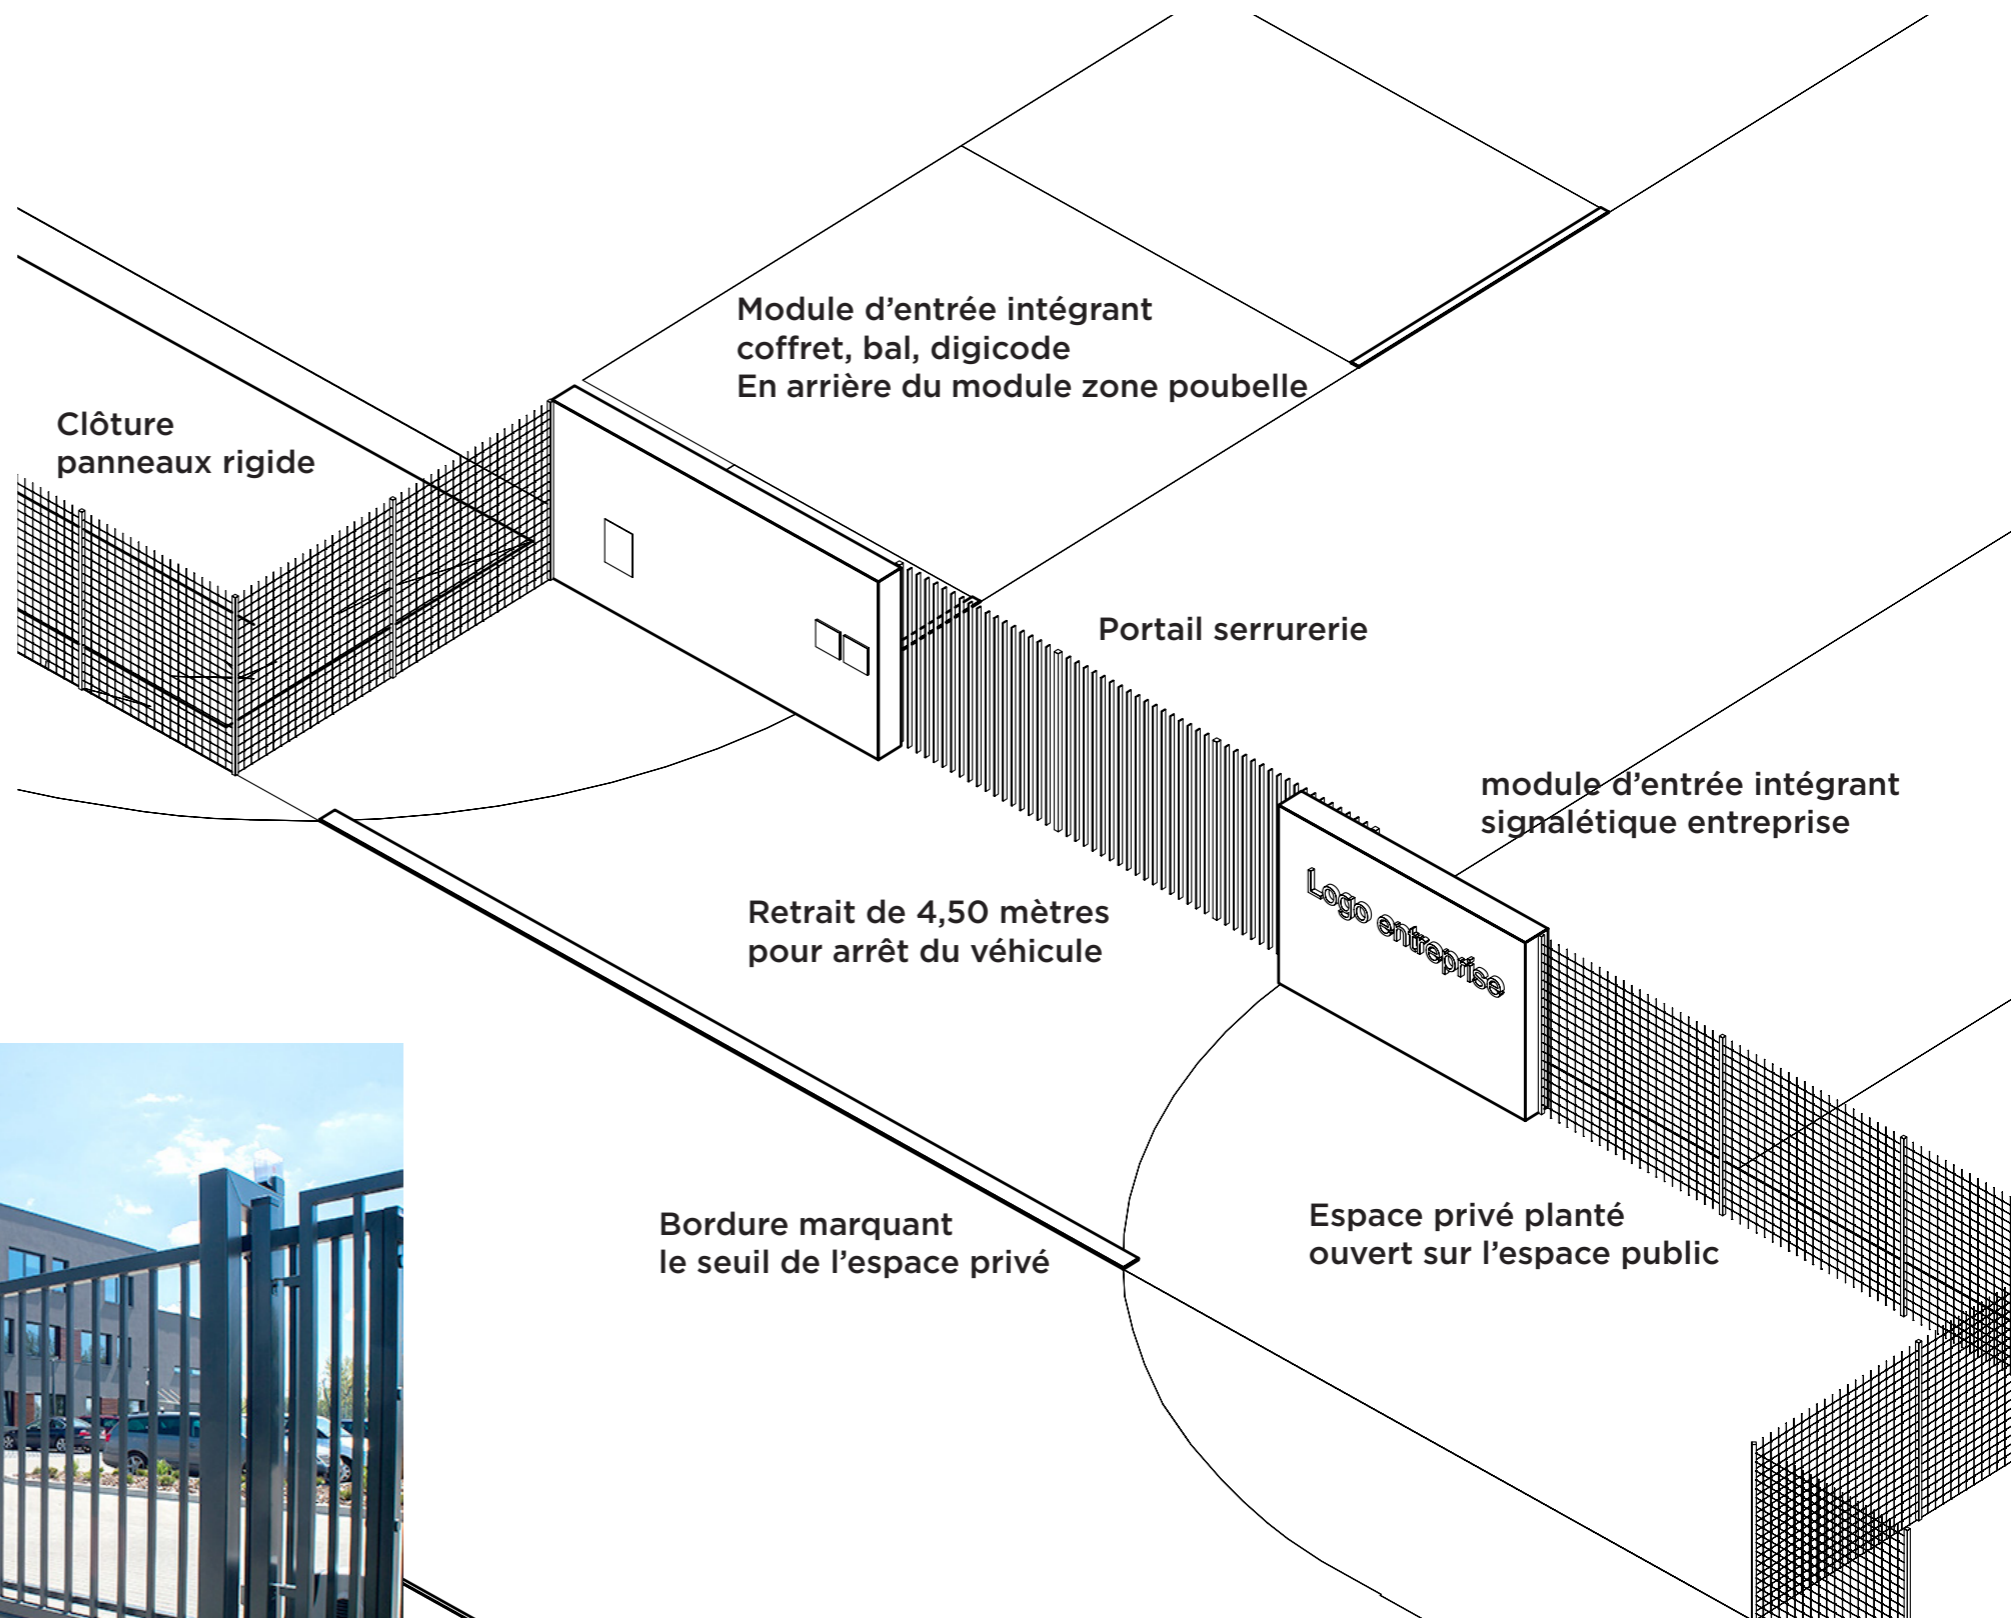 Module d’entrée intégrant
coffret, bal, digicode
En arrière du module zone poubelle
Clôture
panneaux rigide
Portail serrurerie
module d’entrée intégrant
signalétique entreprise
Logo entreprise
Retrait de 4,50 mètres
pour arrêt du véhicule
Bordure marquant
le seuil de l’espace privé
Espace privé planté
ouvert sur l’espace public